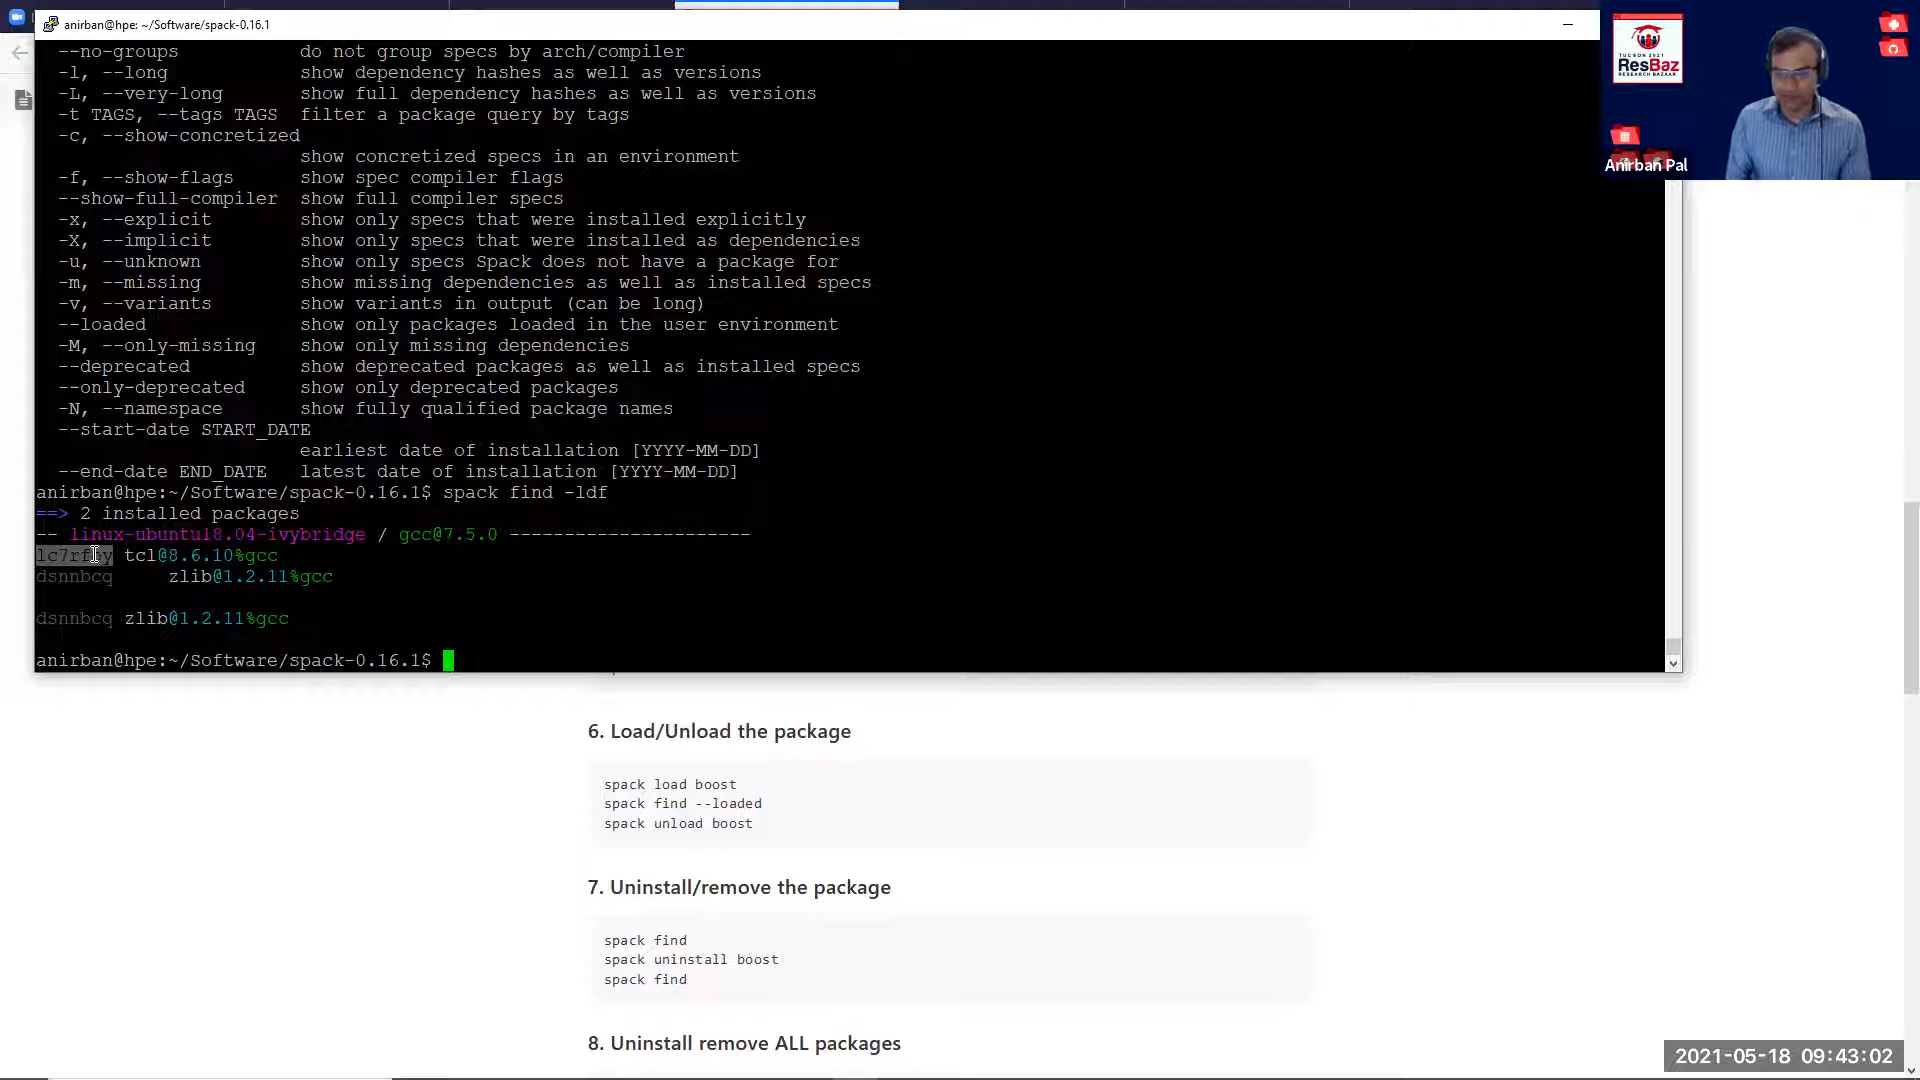 anirban@hpe: ~/Software/spack-0.16.1
--no-groups do not group specs by arch/compiler
-l, --long show dependency hashes as well as versions
-L, --very-long show full dependency hashes as well as versions
-t TAGS, --tags TAGS filter a package query by tags
-c, --show-concretized
show concretized specs in an environment
-f, --show-flags show spec compiler flags
--show-full-compiler show full compiler specs
-x, --explicit show only specs that were installed explicitly
-X, --implicit show only specs that were installed as dependencies
-u, --unknown show only specs Spack does not have a package for
-m, --missing show missing dependencies as well as installed specs
-v, --variants show variants in output (can be long)
--loaded show only packages loaded in the user environment
-M, --only-missing show only missing dependencies
--deprecated show deprecated packages as well as installed specs
--only-deprecated show only deprecated packages
-N, --namespace show fully qualified package names
--start-date START_DATE
earliest date of installation [YYYY-MM-DD]
--end-date END_DATE latest date of installation [YYYY-MM-DD]
anirban@hpe:~/Software/spack-0.16.1$ spack find -ldf
==> 2 installed packages
-- linux-ubuntu18.04-ivybridge / gcc@7.5.0 ----------------------
tcl@8.6.10%gcc
dsnnbcq zlib@1.2.11%gcc
dsnnbcq zlib@1.2.11%gcc
anirban@hpe:~/Software/spack-0.16.1$
TUCSON 2021
ResBaz
RESEARCH BAZAAR
Anirban Pal
6. Load/Unload the package
spack load boost
spack find --loaded
spack unload boost
7. Uninstall/remove the package
spack find
spack uninstall boost
spack find
8. Uninstall remove ALL packages
2021-05-18 09:43:02